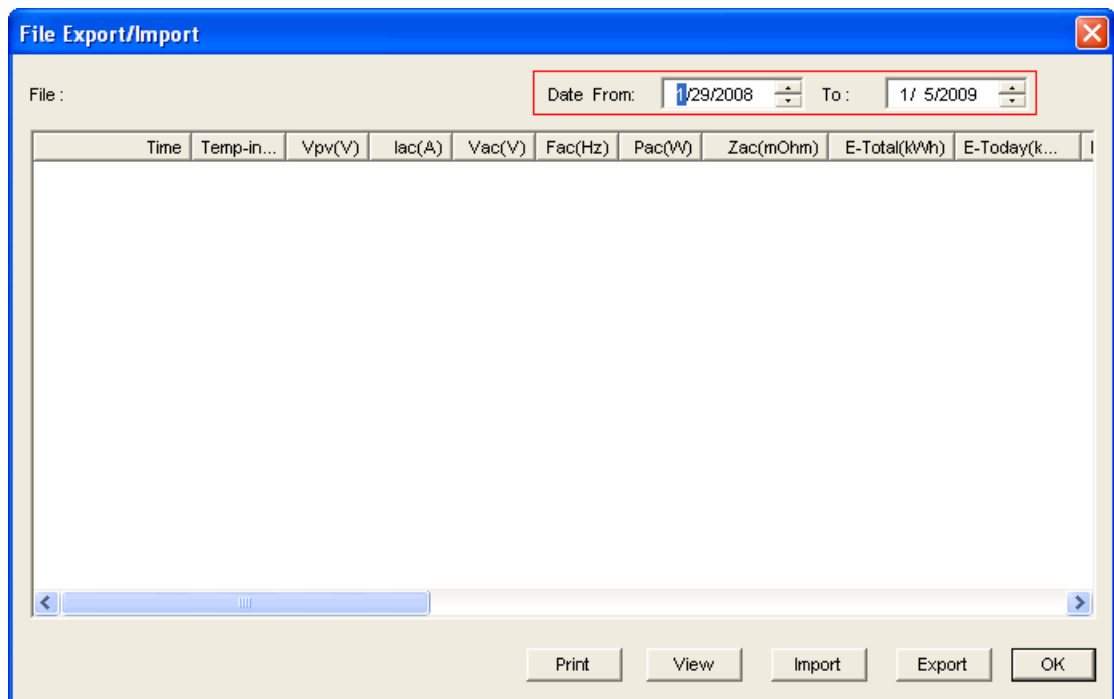 File Export/Import
File :
Date From: 1/29/2008 To : 1/ 5/2009
Time Temp-in... Vpv(V) Iac(A) Vac(V) Fac(Hz) Pac(W) Zac(mOhm) E-Total(kWh) E-Today(k...
Print View Import Export OK